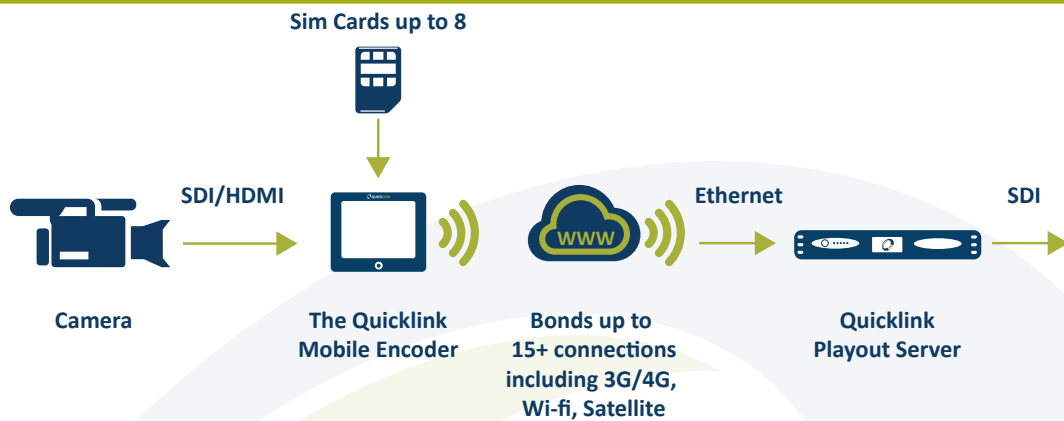 Sim Cards up to 8
SDI/HDMI
QUICKLINK
WWW
Ethernet
SDI
Camera
The Quicklink
Mobile Encoder
Bonds up to
15+ connections
including 3G/4G,
Wi-fi, Satellite
Quicklink
Playout Server